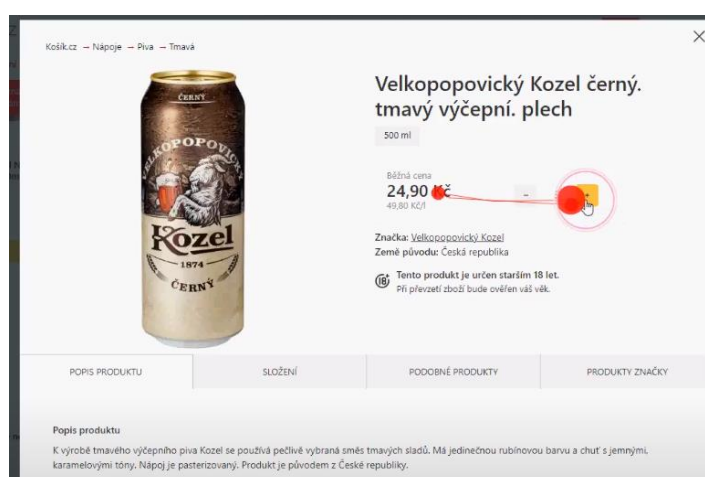 Košík.cz → Nápoje → Piva → Tmavá
Velkopopovický Kozel černý.
tmavý výčepní. plech
500 ml
Běžná cena
24,90 Kč
49,80 Kč/l
-
Značka: Velkopopovický Kozel
Země původu: Česká republika
18+
Tento produkt je určen starším 18 let.
Při převzetí zboží bude ověřen váš věk.
ČERNÝ
VELKOPOPOVICKÝ
Kozel
1874
ČERNÝ
POPIS PRODUKTU
SLOŽENÍ
PODOBNÉ PRODUKTY
PRODUKTY ZNAČKY
Popis produktu
K výrobě tmavého výčepního piva Kozel se používá pečlivě vybraná směs tmavých sladů. Má jedinečnou rubínovou barvu a chuť s jemnými,
karamelovými tóny. Nápoj je pasterizovaný. Produkt je původem z České republiky.